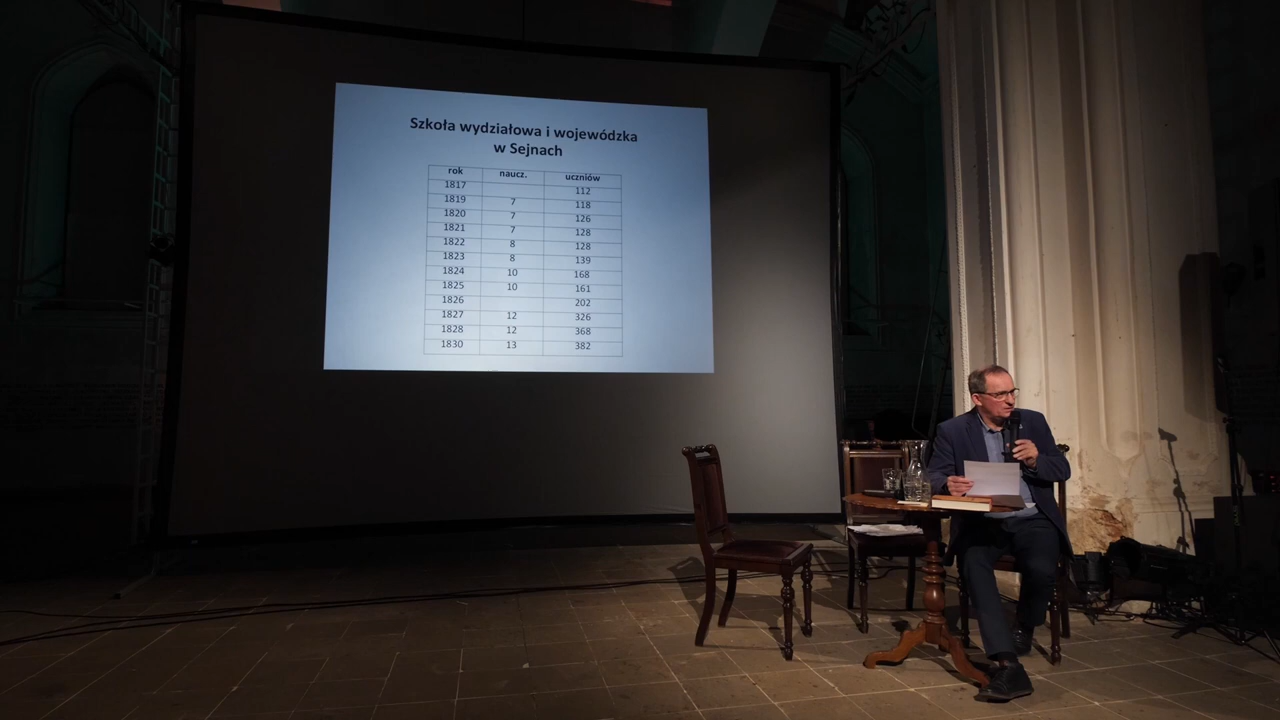 Szkoła wydziałowa i wojewódzka
w Sejnach
rok naucz. uczniów
1817 112
1819 7 118
1820 7 126
1821 7 128
1822 8 128
1823 8 139
1824 10 168
1825 10 161
1826 202
1827 12 326
1828 12 368
1830 13 382